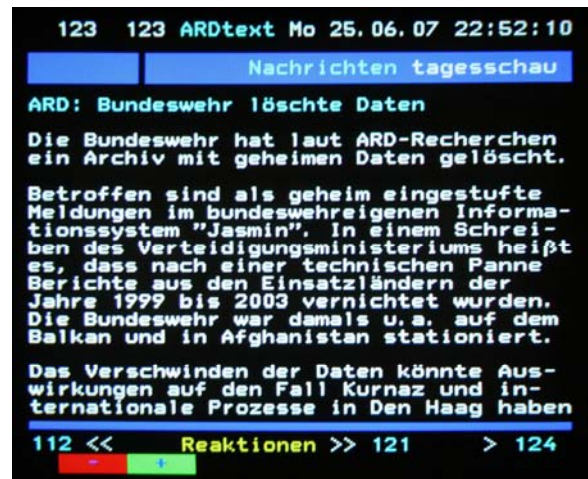 123 123 ARDtext Mo 25.06.07 22:52:10
Nachrichten tagesschau
ARD: Bundeswehr löschte Daten
Die Bundeswehr hat laut ARD-Recherchen
ein Archiv mit geheimen Daten gelöscht.
Betroffen sind als geheim eingestufte
Meldungen im bundeswehreigenen Informa-
tionssystem "Jasmin". In einem Schrei-
ben des Verteidigungsministeriums heißt
es, dass nach einer technischen Panne
Berichte aus den Einsatzländern der
Jahre 1999 bis 2003 vernichtet wurden.
Die Bundeswehr war damals u.a. auf dem
Balkan und in Afghanistan stationiert.
Das Verschwinden der Daten könnte Aus-
wirkungen auf den Fall Kurnaz und in-
ternationale Prozesse in Den Haag haben
112 << Reaktionen >> 121 > 124
- +